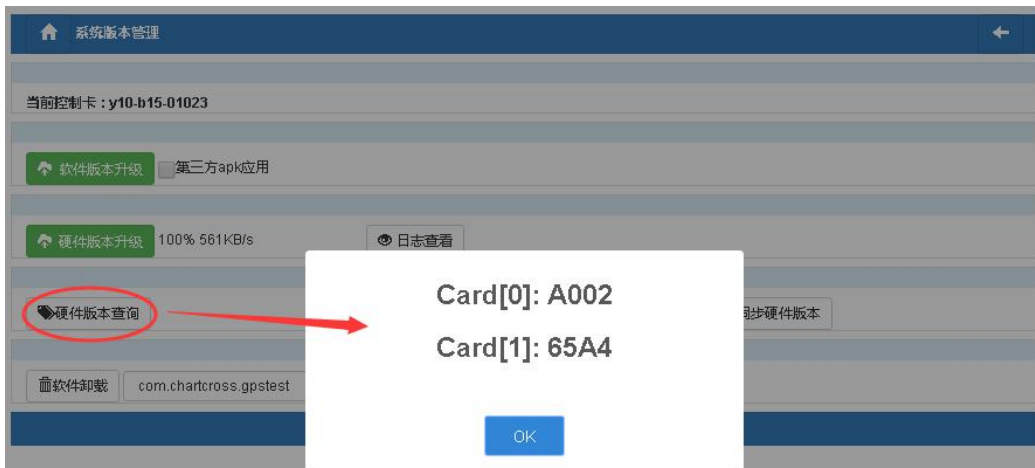 系统版本管理
当前控制卡：y10-b15-01023
软件版本升级 第三方apk应用
硬件版本升级 100% 561KB/s 日志查看
Card[0]: A002
硬件版本查询 同步硬件版本
Card[1]: 65A4
软件卸载 com.chartcross.gpstest
OK